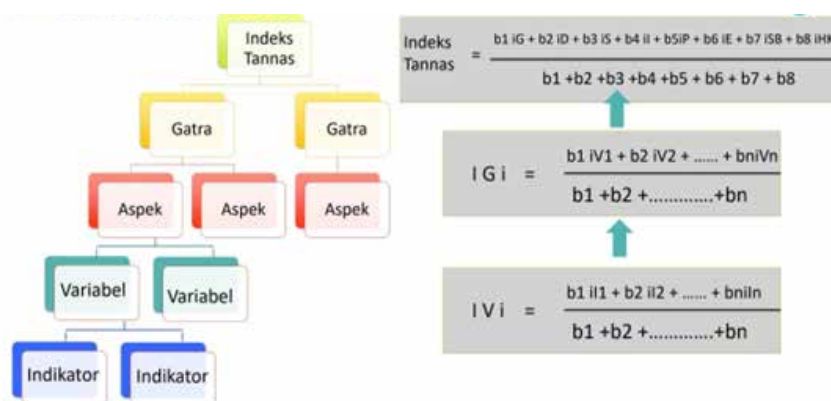 Indeks
Tannas
Gatra
Gatra
Aspek
Aspek
Aspek
Variabel
Variabel
Indikator
Indikator
Indeks
Tannas
=
b1 iG + b2 iD + b3 iS + b4 iI + b5iP + b6 iE + b7 iSB + b8 iHK
b1 +b2 +b3 +b4 +b5 + b6 + b7 + b8
I G i =
b1 iV1 + b2 iV2 + ...... + bniVn
b1 +b2 +.............+bn
I V i =
b1 iI1 + b2 iI2 + ...... + bniIn
b1 +b2 +.............+bn